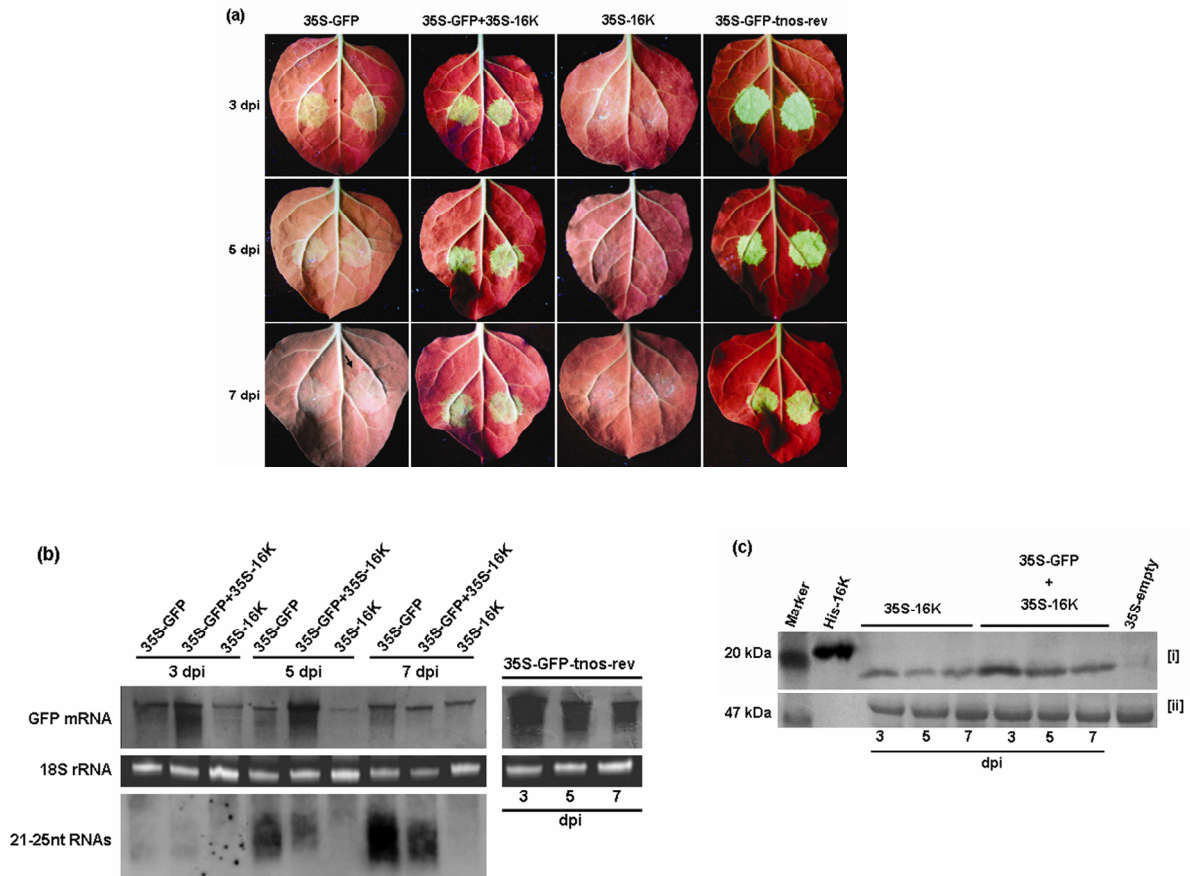 (a)
35S-GFP 35S-GFP+35S-16K 35S-16K 35S-GFP-tnos-rev
3 dpi
5 dpi
7 dpi
(b)
35S-GFP 35S-GFP+35S-16K 35S-16K 35S-GFP 35S-GFP+35S-16K 35S-16K 35S-GFP 35S-GFP+35S-16K 35S-16K
3 dpi 5 dpi 7 dpi
35S-GFP-tnos-rev
GFP mRNA
18S rRNA
3 5 7
dpi
21-25nt RNAs
(c)
Marker His-16K 35S-16K
35S-GFP
+
35S-16K
35S-empty
20 kDa [i]
47 kDa [ii]
3 5 7 3 5 7
dpi